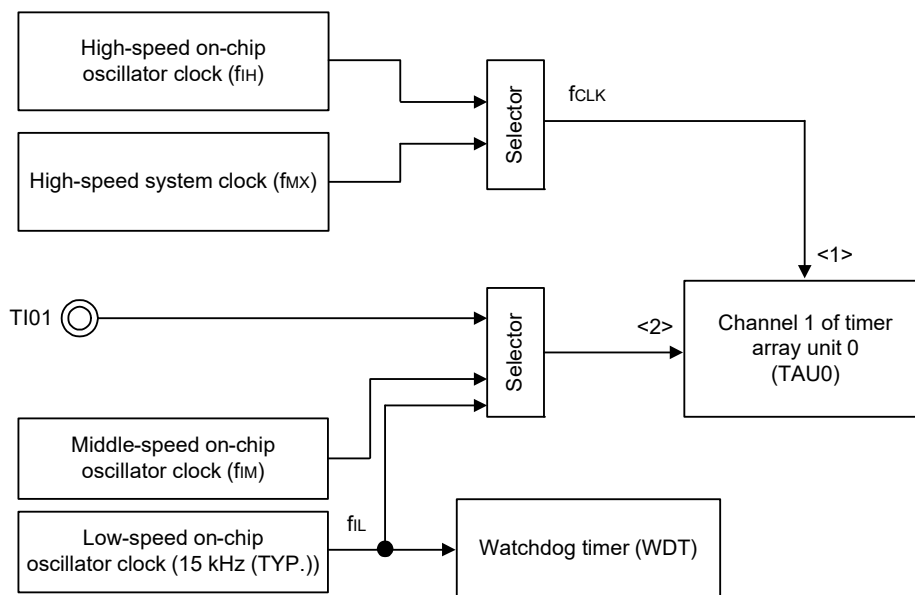 High-speed on-chip
oscillator clock (fIH)
Selector
fCLK
High-speed system clock (fMX)
<1>
TI01
Selector
<2>
Channel 1 of timer
array unit 0
(TAU0)
Middle-speed on-chip
oscillator clock (fIM)
Low-speed on-chip
oscillator clock (15 kHz (TYP.))
fIL
Watchdog timer (WDT)